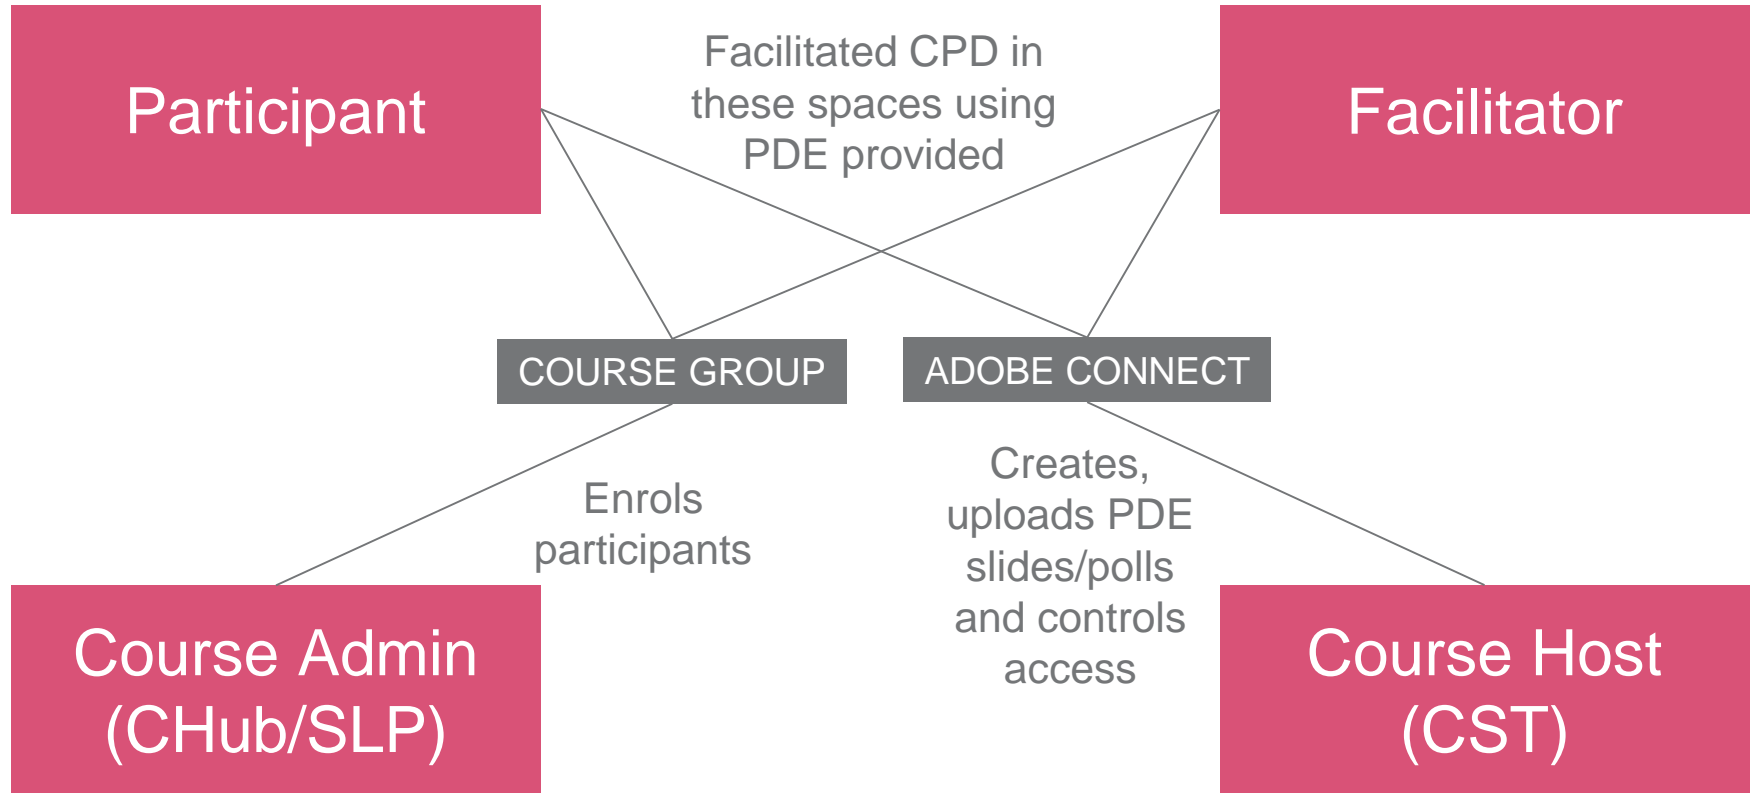 Participant
Facilitated CPD in
these spaces using
PDE provided
Facilitator
COURSE GROUP
ADOBE CONNECT
Enrols
participants
Creates,
uploads PDE
slides/polls
and controls
access
Course Admin
(CHub/SLP)
Course Host
(CST)